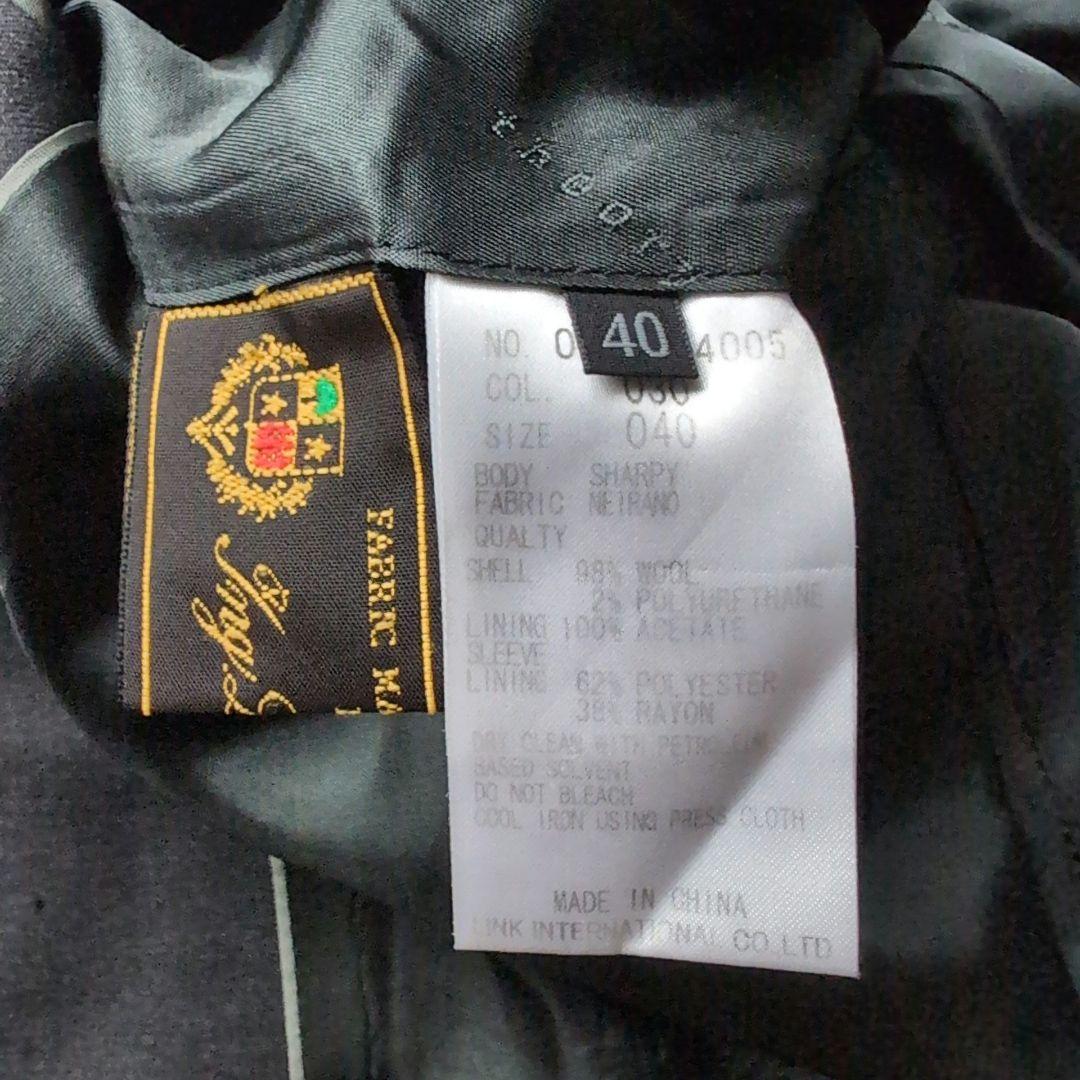 theory
40
NO. 0 4005
COL. 030
SIZE 040
BODY SHARPY
FABRIC NEIRANO
QUALTY
SHELL 98% WOOL
2% POLYURETHANE
LINING 100% ACETATE
SLEEVE
LINING 62% POLYESTER
38% RAYON
DRY CLEAN WITH PETROLEUM
BASED SOLVENT
DO NOT BLEACH
COOL IRON USING PRESS CLOTH
MADE IN CHINA
LINK INTERNATIONAL CO.,LTD
FABRIC MA